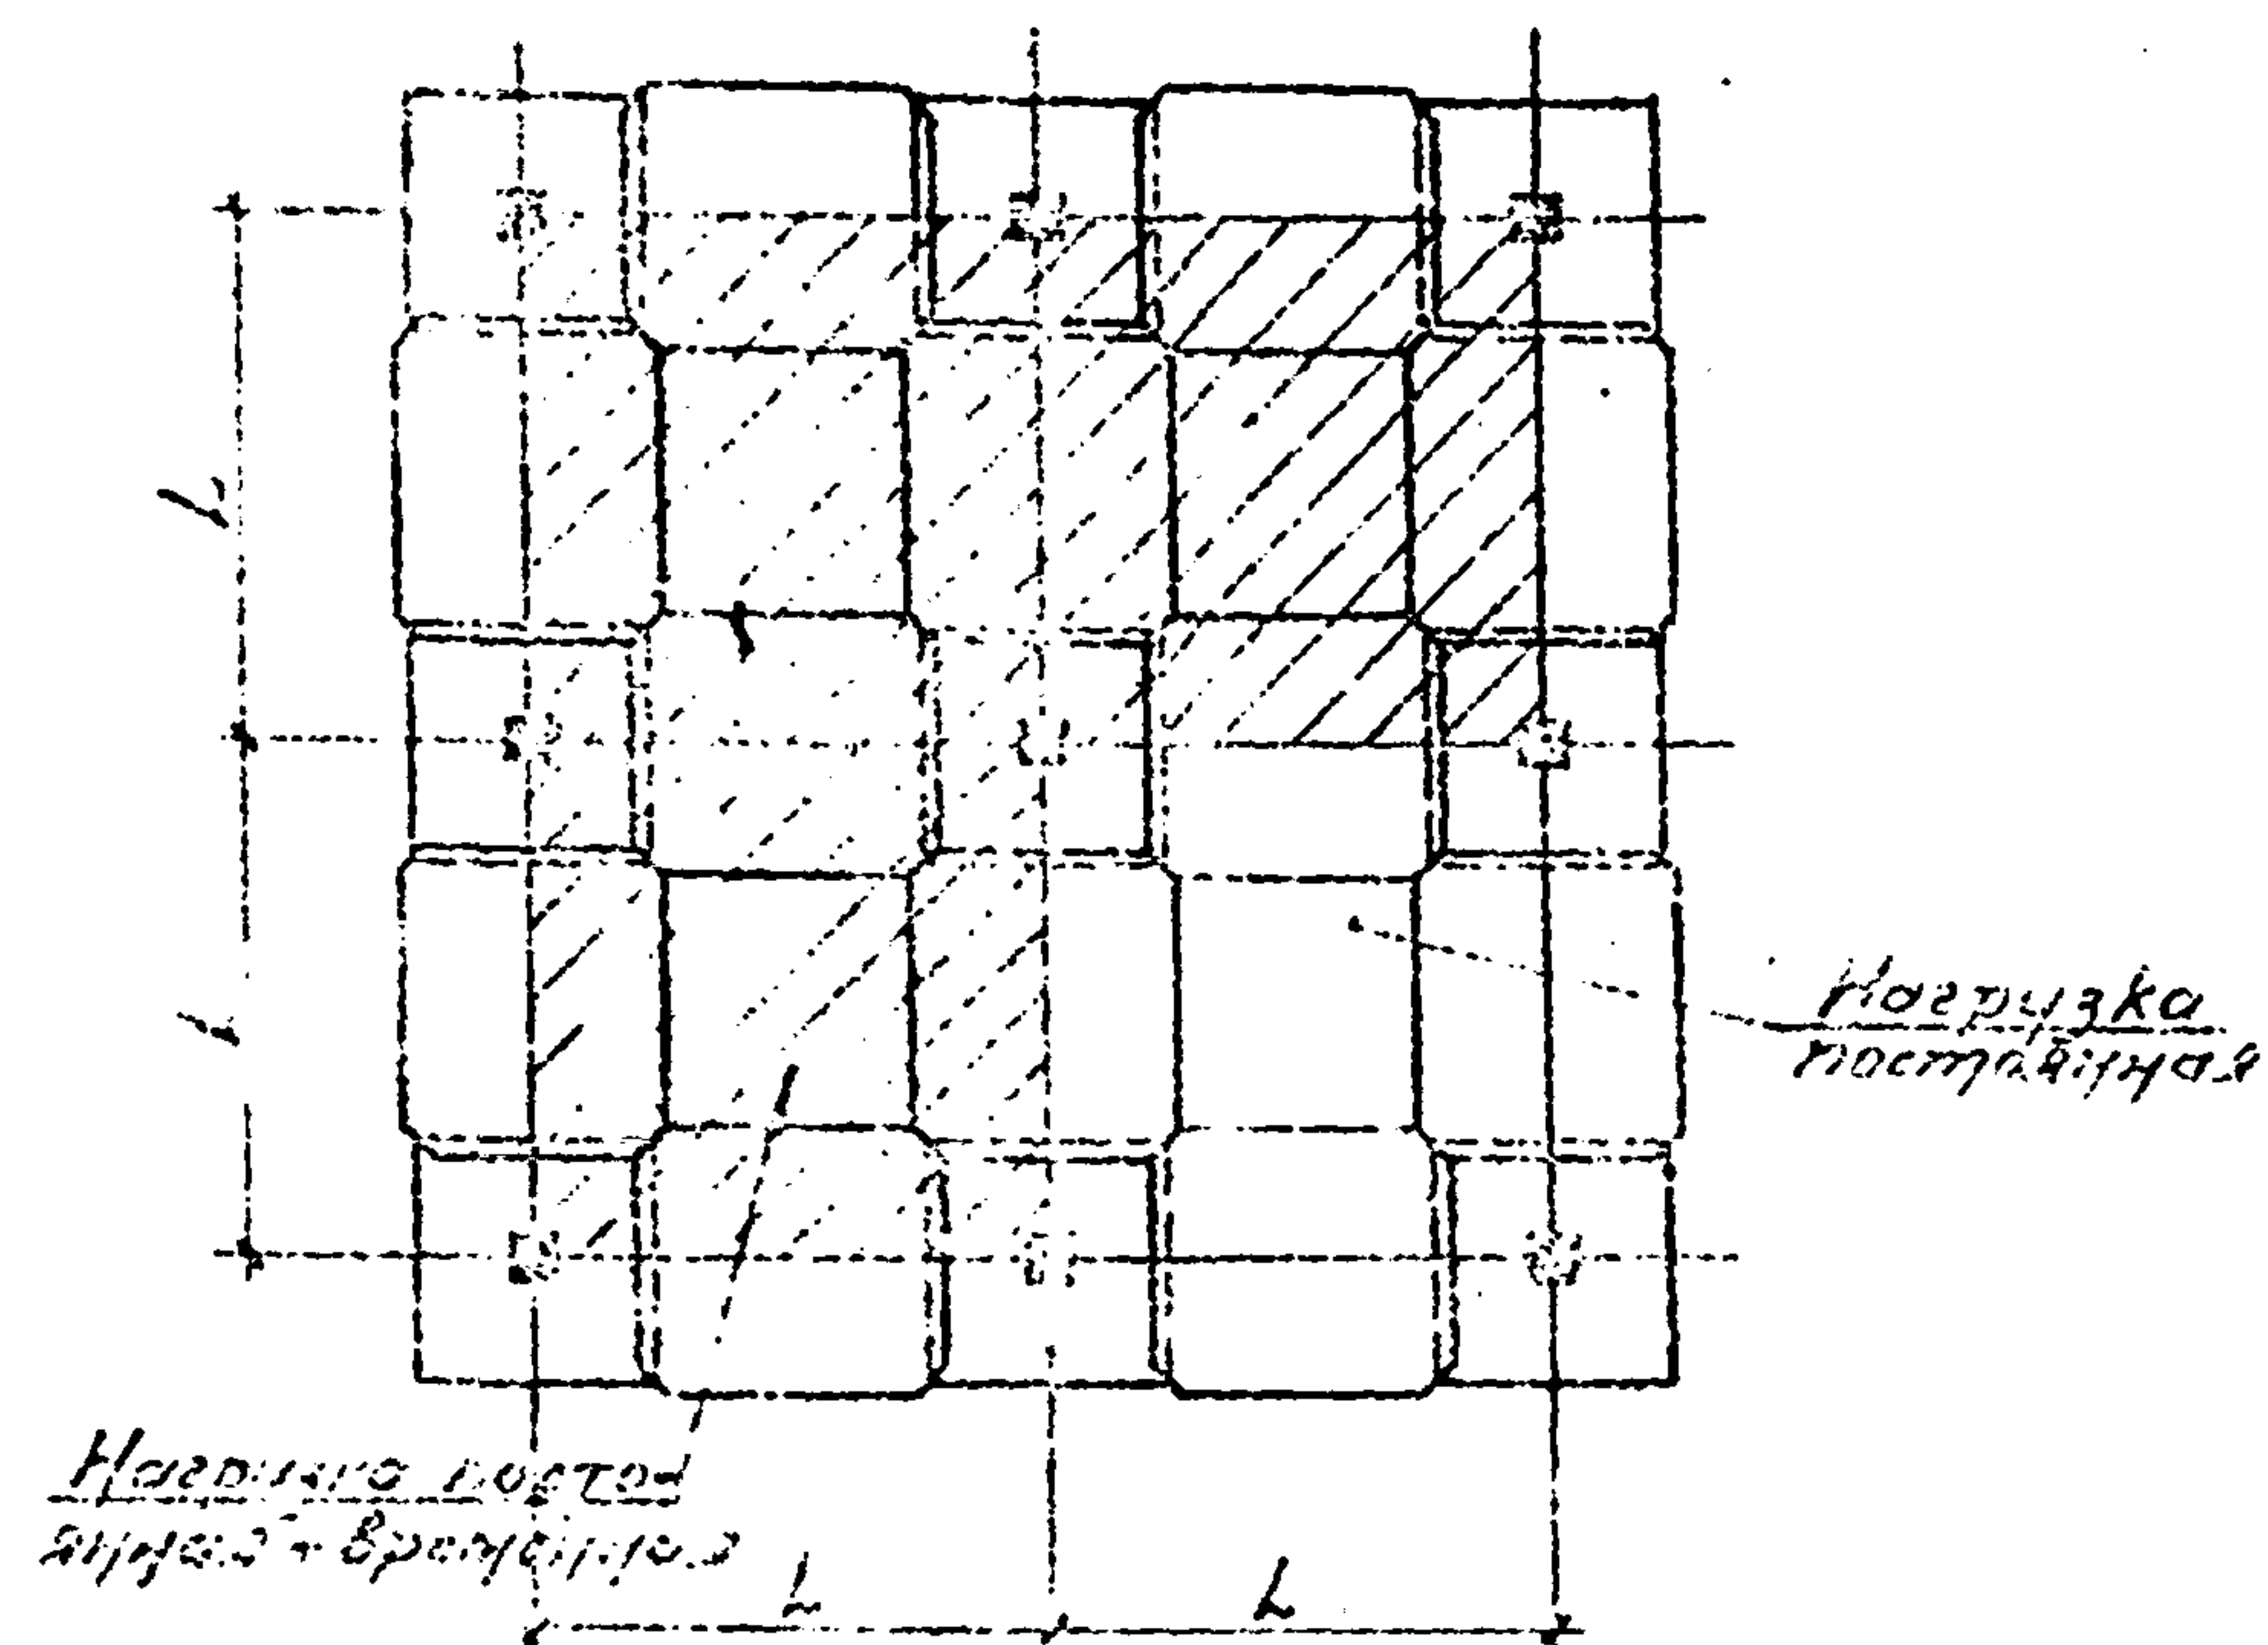 L
L
Нагрузка
постоянная
Нагрузка постоя
янная + временная
L
L